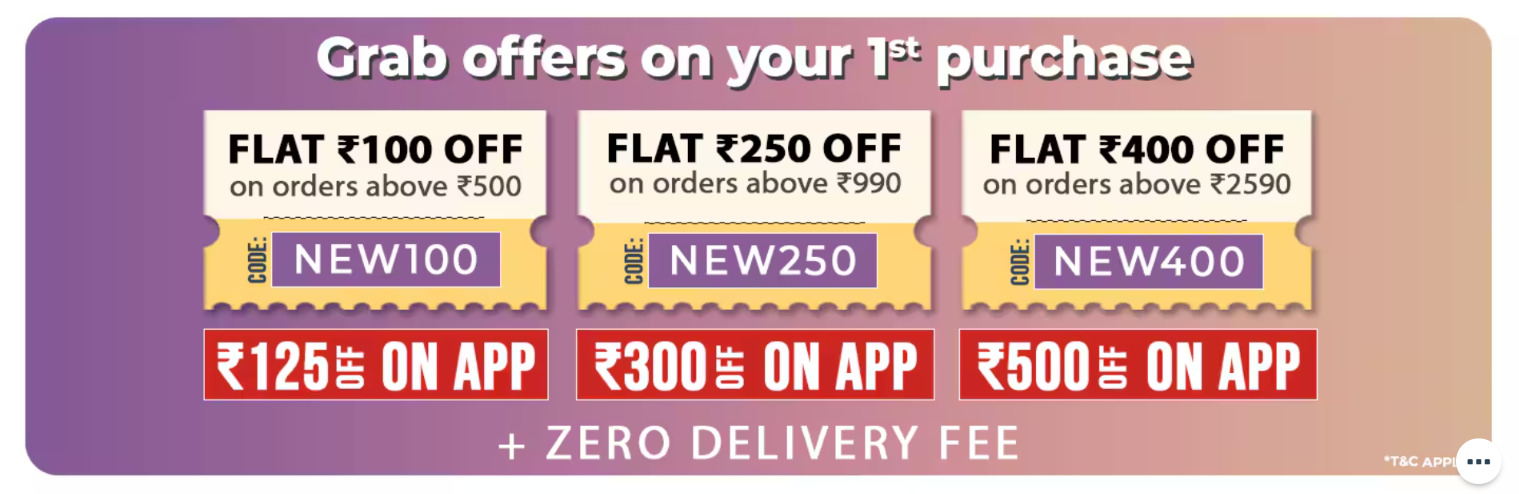 Grab offers on your 1st purchase
FLAT ₹100 OFF
on orders above ₹500
CODE: NEW100
₹125 OFF ON APP
FLAT ₹250 OFF
on orders above ₹990
CODE: NEW250
₹300 OFF ON APP
FLAT ₹400 OFF
on orders above ₹2590
CODE: NEW400
₹500 OFF ON APP
+ ZERO DELIVERY FEE
*T&C